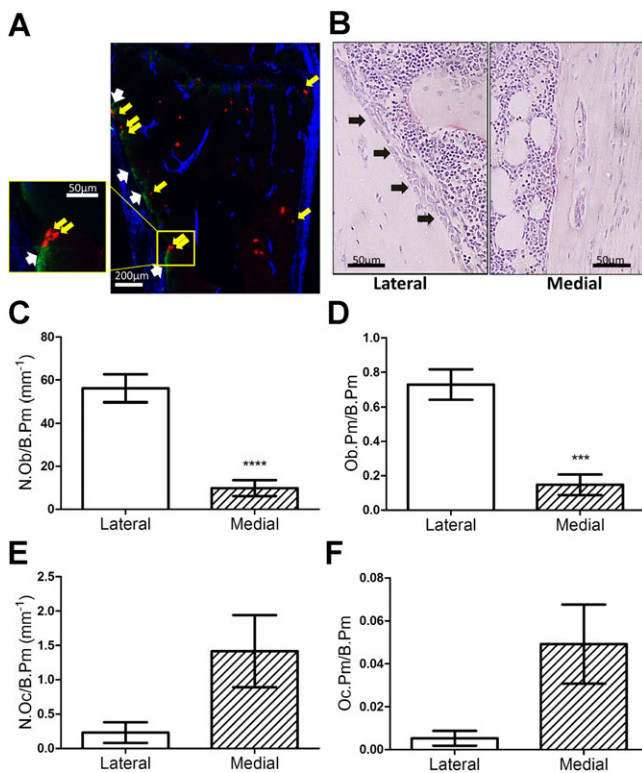 A
50µm
200µm
B
50µm
Lateral
50µm
Medial
C
N.Ob/B.Pm (mm-1)
60
40
20
10
0
****
Lateral
Medial
D
Ob.Pm/B.Pm
1.0
0.8
0.6
0.4
0.2
0.0
***
Lateral
Medial
E
N.Oc/B.Pm (mm-1)
2.5
2.0
1.5
1.0
0.5
0.0
Lateral
Medial
F
Oc.Pm/B.Pm
0.08
0.06
0.04
0.02
0.00
Lateral
Medial